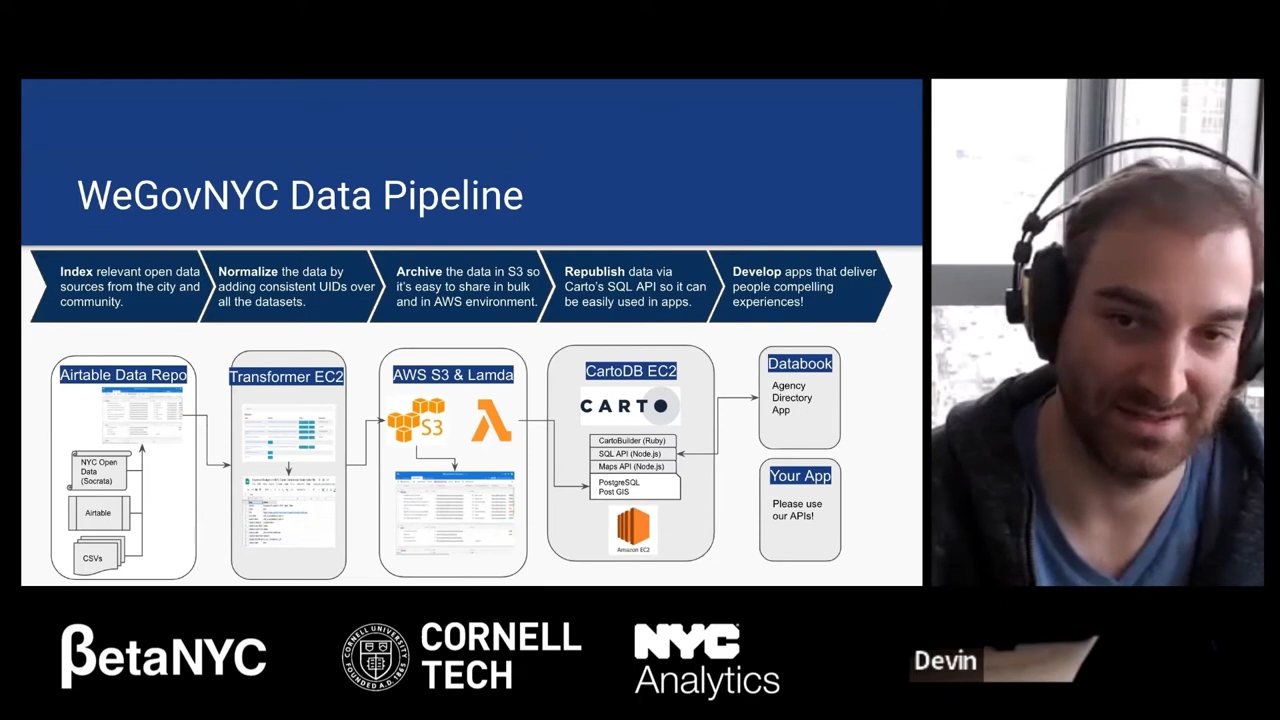 WeGovNYC Data Pipeline
Index relevant open data
sources from the city and
community.
Normalize the data by
adding consistent UIDs over
all the datasets.
Archive the data in S3 so
it's easy to share in bulk
and in AWS environment.
Republish data via
Carto's SQL API so it can
be easily used in apps.
Develop apps that deliver
people compelling
experiences!
Airtable Data Repo
NYC Open
Data
(Socrata)
Airtable
CSVs
Transformer EC2
AWS S3 & Lamda
S3
CartoDB EC2
CARTO
CartoBuilder (Ruby)
SQL API (Node.js)
Maps API (Node.js)
PostgreSQL
Post GIS
Amazon EC2
Databook
Agency
Directory
App
Your App
Please use
our APIs!
βetaNYC
CORNELL
TECH
NYC
Analytics
Devin